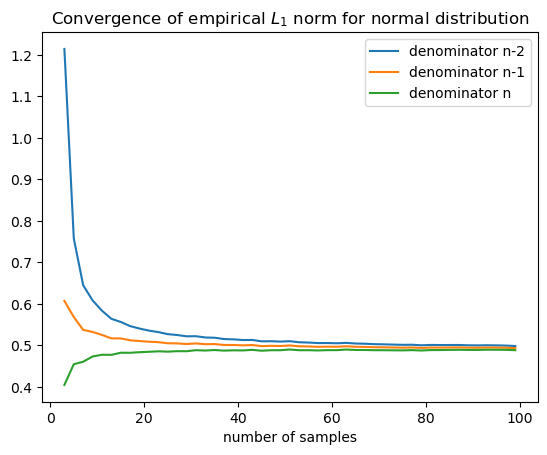 Convergence of empirical $L_1$ norm for normal distribution
denominator n-2
denominator n-1
denominator n
1.2
1.1
1.0
0.9
0.8
0.7
0.6
0.5
0.4
0 20 40 60 80 100
number of samples